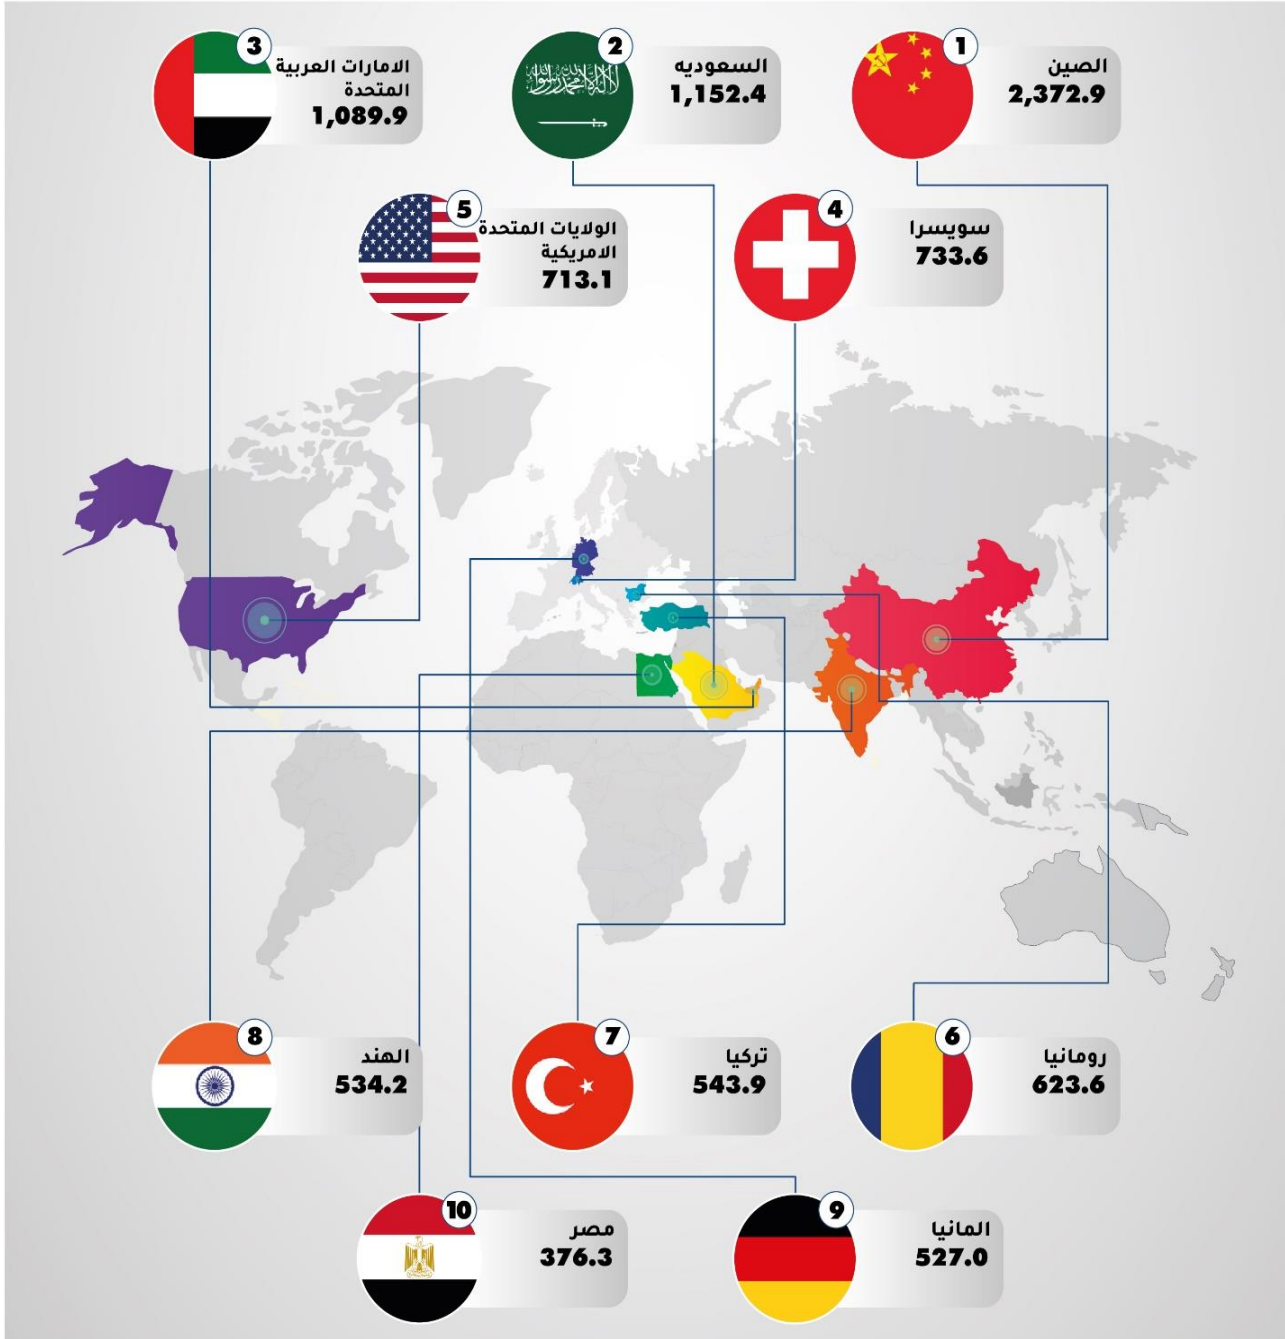 1
الصين
2,372.9
2
السعوديه
1,152.4
3
الامارات العربية
المتحدة
1,089.9
4
سويسرا
733.6
5
الولايات المتحدة
الامريكية
713.1
6
رومانيا
623.6
7
تركيا
543.9
8
الهند
534.2
9
المانيا
527.0
10
مصر
376.3